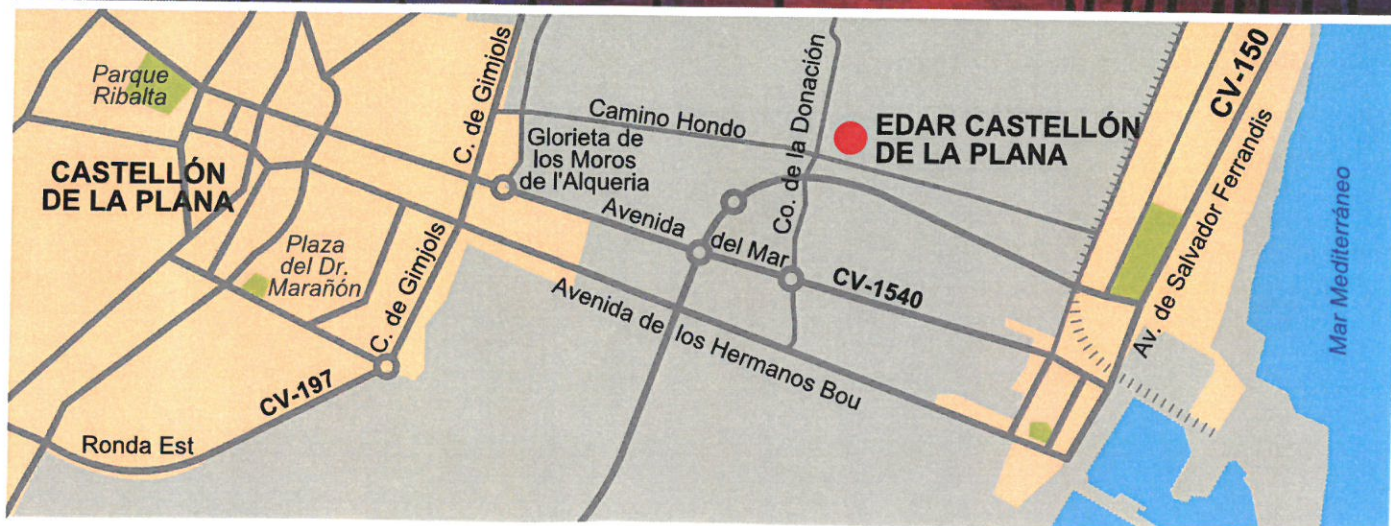 Parque
Ribalta
CASTELLÓN
DE LA PLANA
Plaza
del Dr.
Marañón
C. de Gimjols
C. de Gimjols
CV-197
Ronda Est
Glorieta de
los Moros
de l'Alqueria
Camino Hondo
Co. de la Donación
EDAR CASTELLÓN
DE LA PLANA
Avenida del Mar
CV-1540
Avenida de los Hermanos Bou
CV-150
Av. de Salvador Ferrandis
Mar Mediterráneo